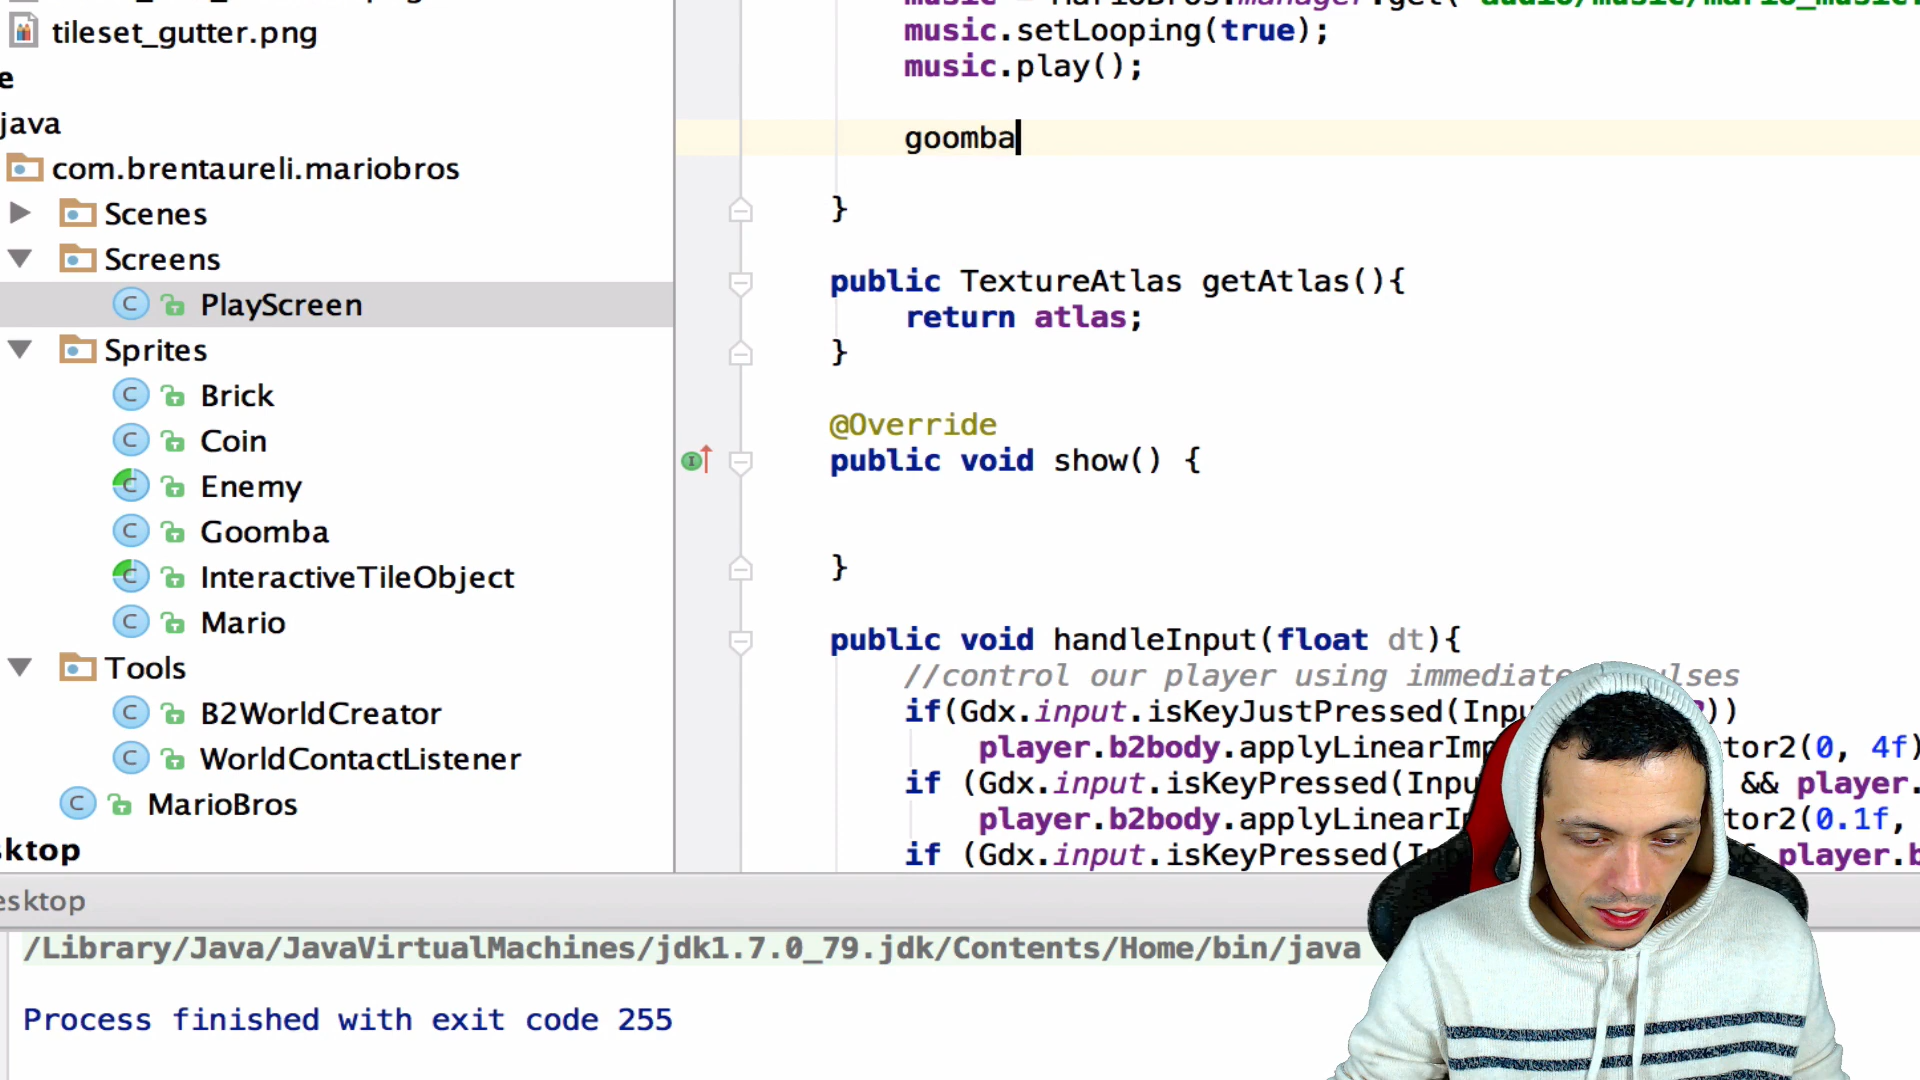 tileset_gutter.png
e
java
com.brentaureli.mariobros
Scenes
Screens
PlayScreen
Sprites
Brick
Coin
Enemy
Goomba
InteractiveTileObject
Mario
Tools
B2WorldCreator
WorldContactListener
MarioBros
sktop
music.setLooping(true);
music.play();
goomba
}
public TextureAtlas getAtlas(){
return atlas;
}
@Override
public void show() {
}
public void handleInput(float dt){
//control our player using immediate lses
if(Gdx.input.isKeyJustPressed(Inpu ))
player.b2body.applyLinearImp tor2(0, 4f)
if (Gdx.input.isKeyPressed(Inpu && player.
player.b2body.applyLinearI tor2(0.1f,
if (Gdx.input.isKeyPressed(In player.b
esktop
/Library/Java/JavaVirtualMachines/jdk1.7.0_79.jdk/Contents/Home/bin/java
Process finished with exit code 255